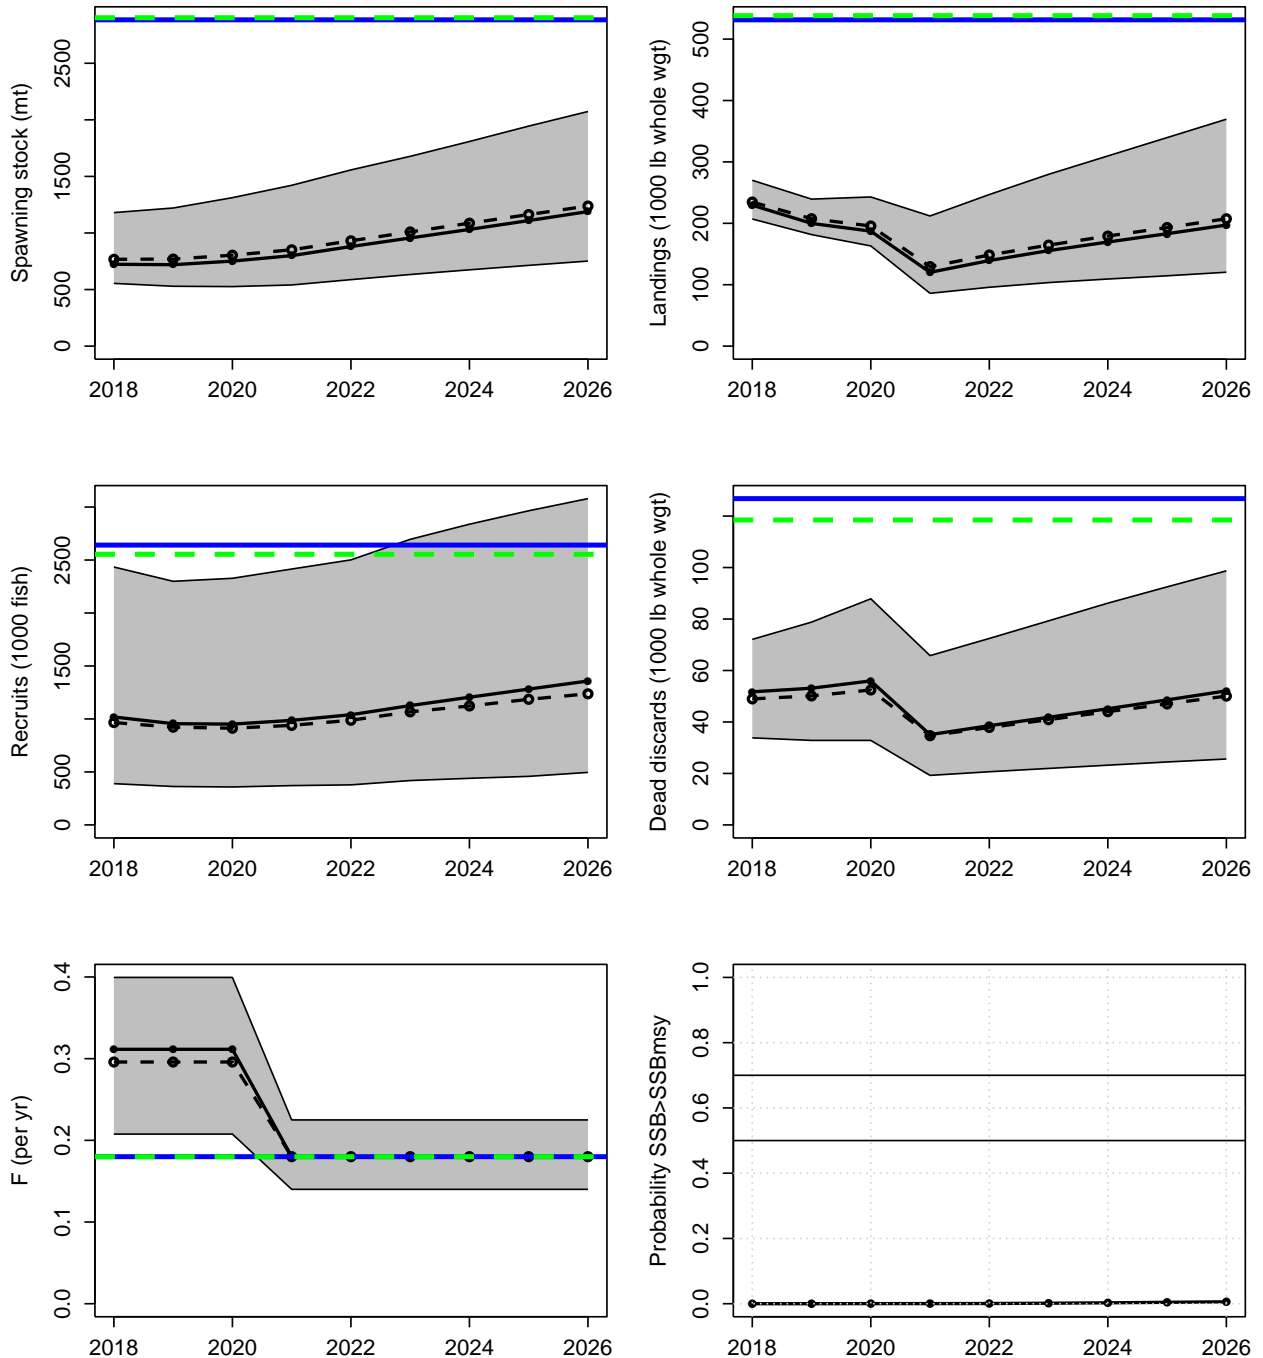 Spawning stock (mt)
0
500
1500
2500
2018 2020 2022 2024 2026
Landings (1000 lb whole wgt)
0
100
200
300
400
500
2018 2020 2022 2024 2026
Recruits (1000 fish)
0
500
1500
2500
2018 2020 2022 2024 2026
Dead discards (1000 lb whole wgt)
0
20
40
60
80
100
2018 2020 2022 2024 2026
F (per yr)
0.0
0.1
0.2
0.3
0.4
2018 2020 2022 2024 2026
Probability SSB>SSBmsy
0.0
0.2
0.4
0.6
0.8
1.0
2018 2020 2022 2024 2026